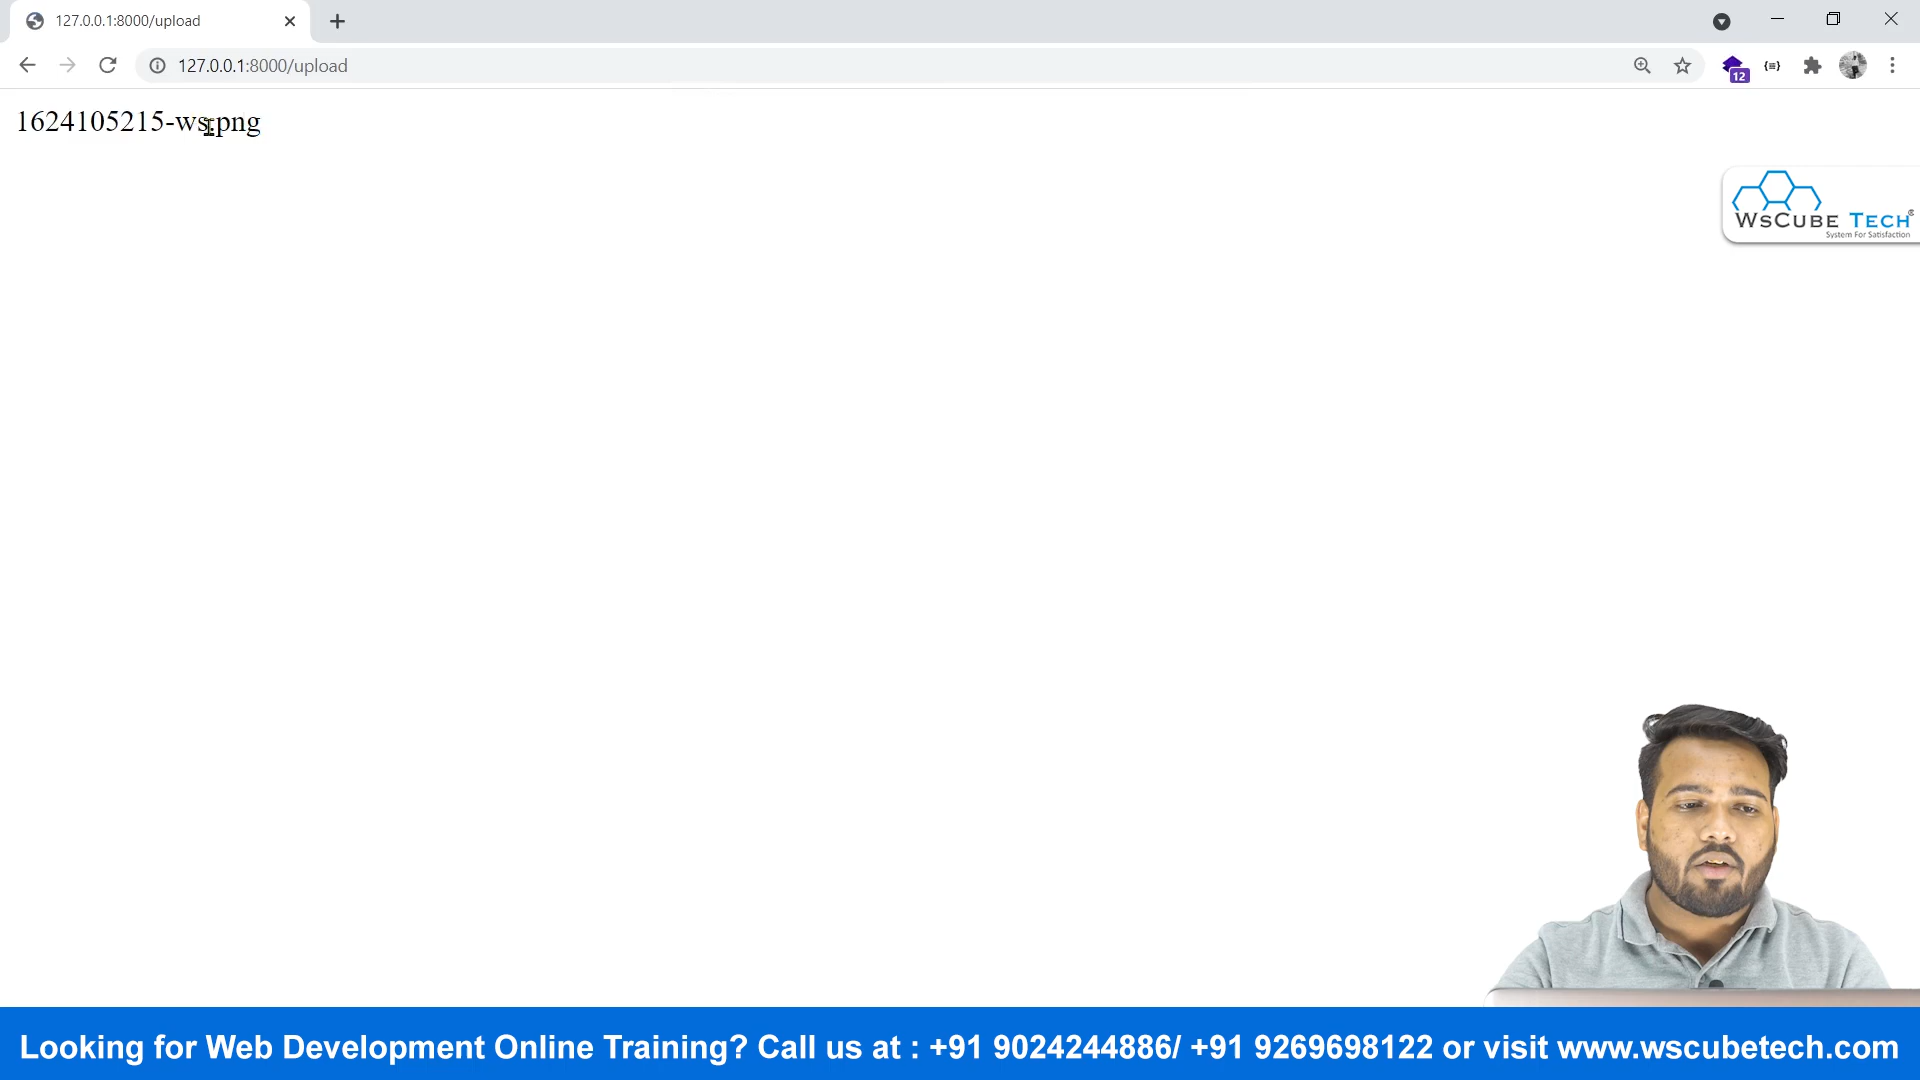 127.0.0.1:8000/upload
127.0.0.1:8000/upload
12
1624105215-ws.png
WSCUBE TECH®
System For Satisfaction
Looking for Web Development Online Training? Call us at : +91 9024244886/ +91 9269698122 or visit www.wscubetech.com